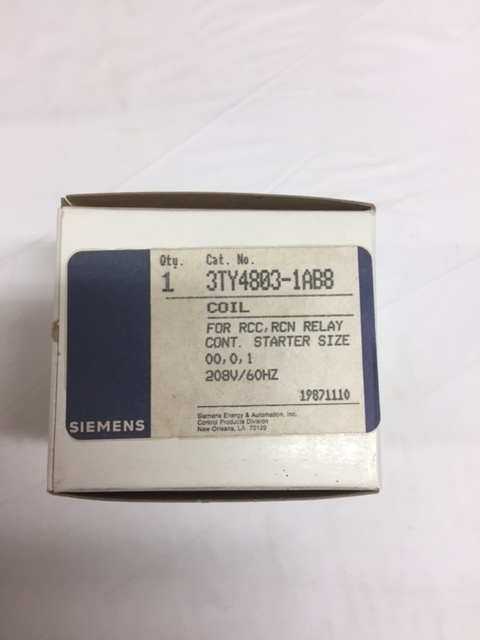 Qty. Cat. No.
1 3TY4803-1AB8
COIL
FOR RCC,RCN RELAY
CONT. STARTER SIZE
00,0,1
208V/60HZ
19871110
SIEMENS
Siemens Energy & Automation, Inc.
Control Products Division
New Orleans, LA 70129